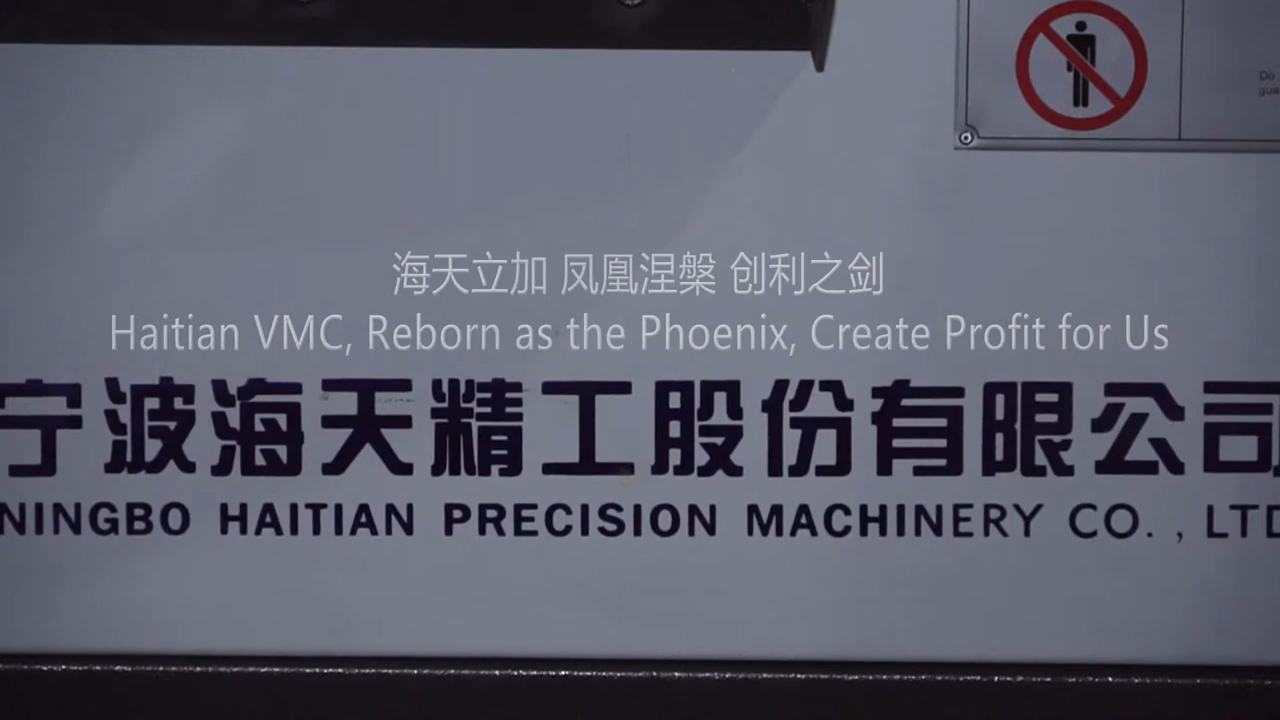 Do
海天立加 凤凰涅槃 创利之剑
Haitian VMC, Reborn as the Phoenix, Create Profit for Us
宁波海天精工股份有限公司
NINGBO HAITIAN PRECISION MACHINERY CO., LTD